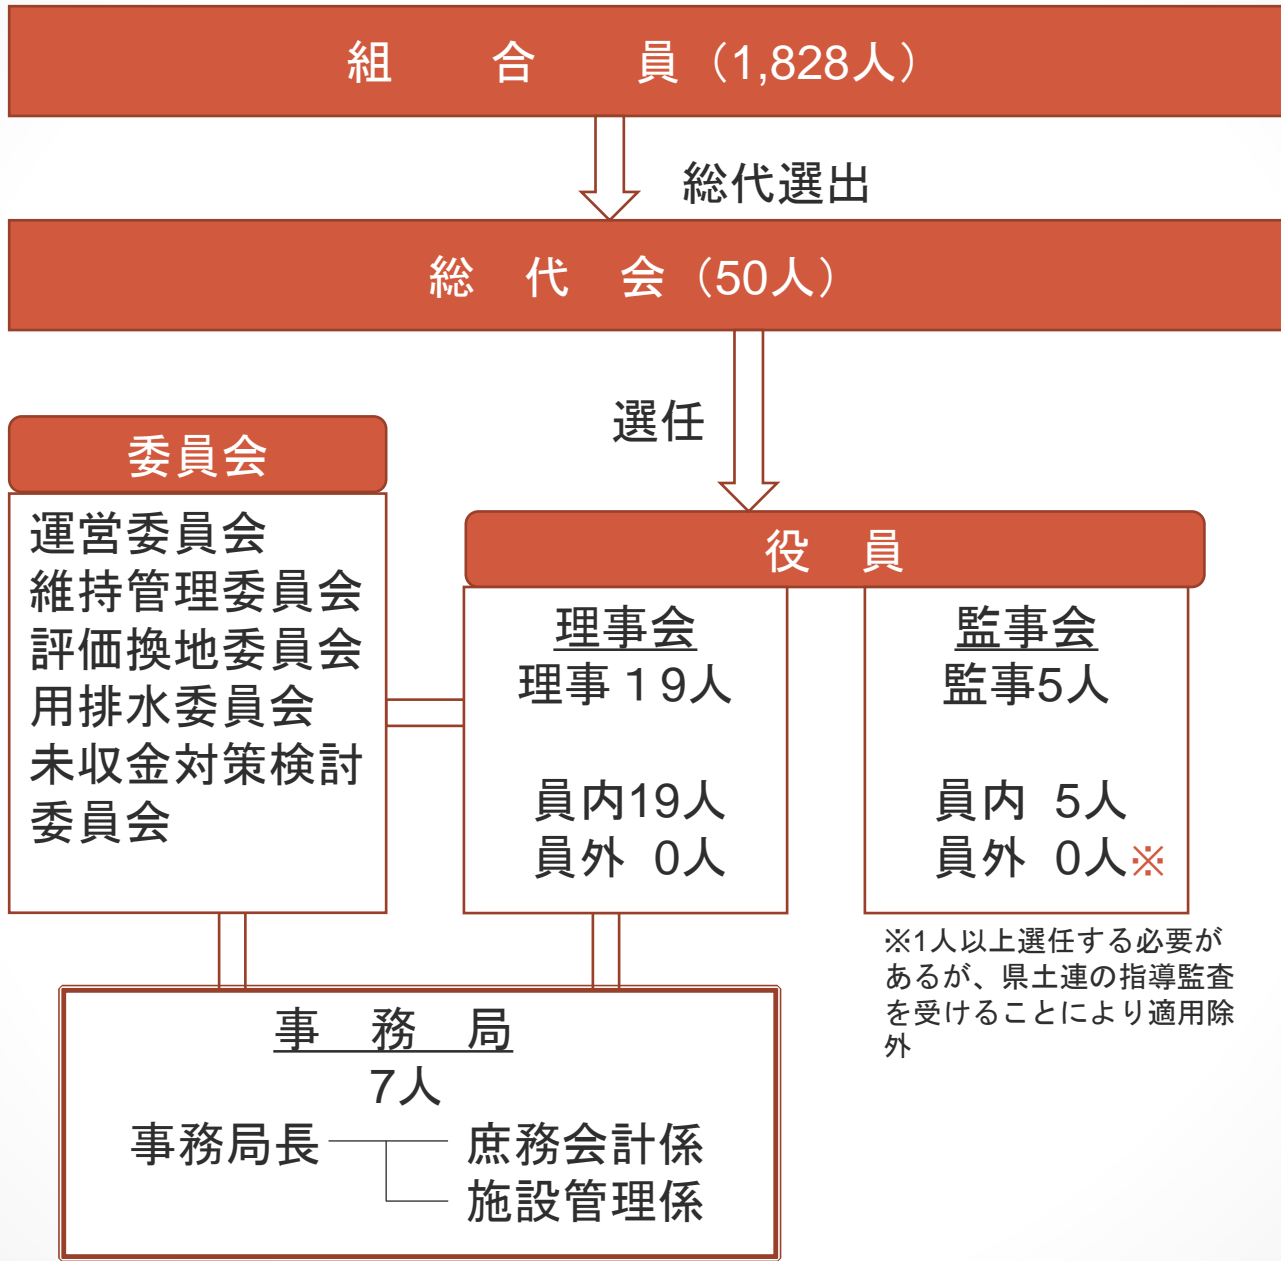 組　合　員（1,828人）
総代選出
総　代　会（50人）
選任
委員会
運営委員会
維持管理委員会
評価換地委員会
用排水委員会
未収金対策検討
委員会
役　員
理事会
理事１９人
員内19人
員外 0人
監事会
監事5人
員内 5人
員外 0人※
※1人以上選任する必要が
あるが、県土連の指導監査
を受けることにより適用除
外
事　務　局
7人
事務局長
庶務会計係
施設管理係